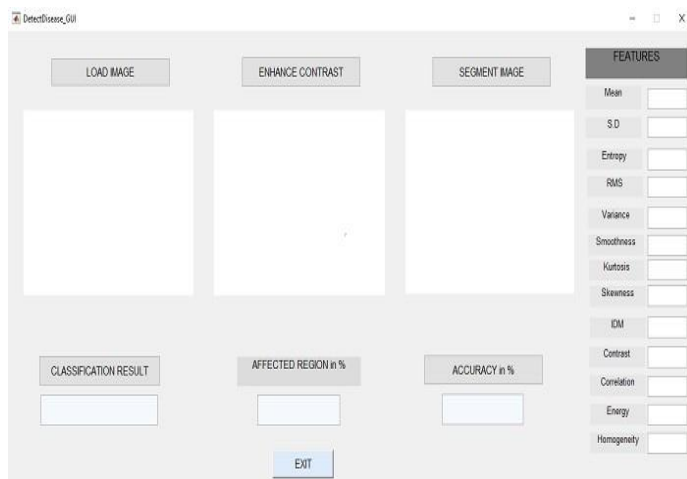 DetectDisease_GUI
LOAD IMAGE
ENHANCE CONTRAST
SEGMENT IMAGE
FEATURES
Mean
S.D
Entropy
RMS
Variance
Smoothness
Kurtosis
Skewness
IDM
Contrast
Correlation
Energy
Homogeneity
CLASSIFICATION RESULT
AFFECTED REGION in %
ACCURACY in %
EXIT